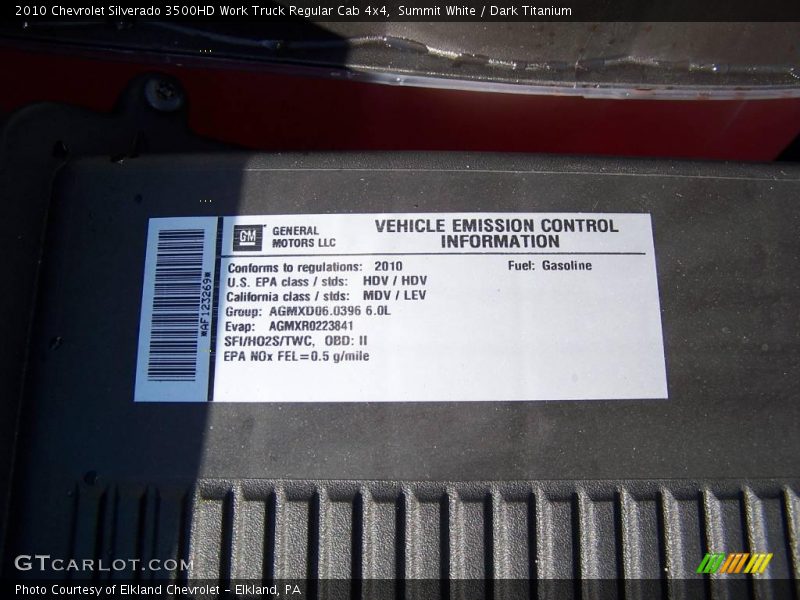 2010 Chevrolet Silverado 3500HD Work Truck Regular Cab 4x4, Summit White / Dark Titanium
GM
GENERAL
MOTORS LLC
VEHICLE EMISSION CONTROL
INFORMATION
*AF123269*
Conforms to regulations: 2010
Fuel: Gasoline
U.S. EPA class / stds: HDV / HDV
California class / stds: MDV / LEV
Group: AGMXD06.0396 6.0L
Evap: AGMXR0223841
SFI/HO2S/TWC, OBD: II
EPA NOx FEL=0.5 g/mile
GTCARLOT.COM
Photo Courtesy of Elkland Chevrolet - Elkland, PA